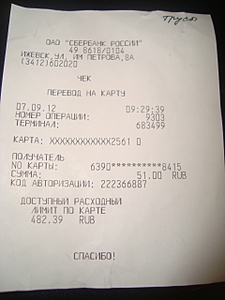 Трусы
ОАО "СБЕРБАНК РОССИИ"
49 8618/0104
ИЖЕВСК,УЛ. ИМ ПЕТРОВА,8А
(3412)602020
ЧЕК
ПЕРЕВОД НА КАРТУ
07.09.12 09:29:39
НОМЕР ОПЕРАЦИИ: 9303
ТЕРМИНАЛ: 683499
КАРТА: XXXXXXXXXXXX2561 0
ПОЛУЧАТЕЛЬ
NO КАРТЫ: 6390**********8415
СУММА: 51.00 RUB
КОД АВТОРИЗАЦИИ: 222366887
ДОСТУПНЫЙ РАСХОДНЫЙ
ЛИМИТ ПО КАРТЕ
482.39 RUB
СПАСИБО!